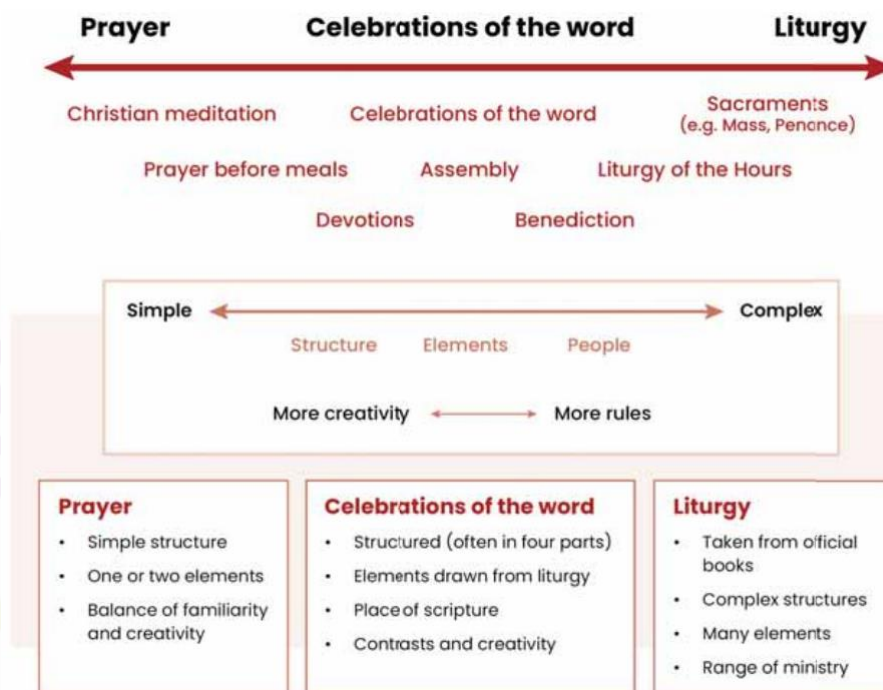 Prayer Celebrations of the word Liturgy
Christian meditation Celebrations of the word Sacraments
(e.g. Mass, Penance)
Prayer before meals Assembly Liturgy of the Hours
Devotions Benediction
Simple Complex
Structure Elements People
More creativity More rules
Prayer
• Simple structure
• One or two elements
• Balance of familiarity
and creativity
Celebrations of the word
• Structured (often in four parts)
• Elements drawn from liturgy
• Place of scripture
• Contrasts and creativity
Liturgy
• Taken from official
books
• Complex structures
• Many elements
• Range of ministry